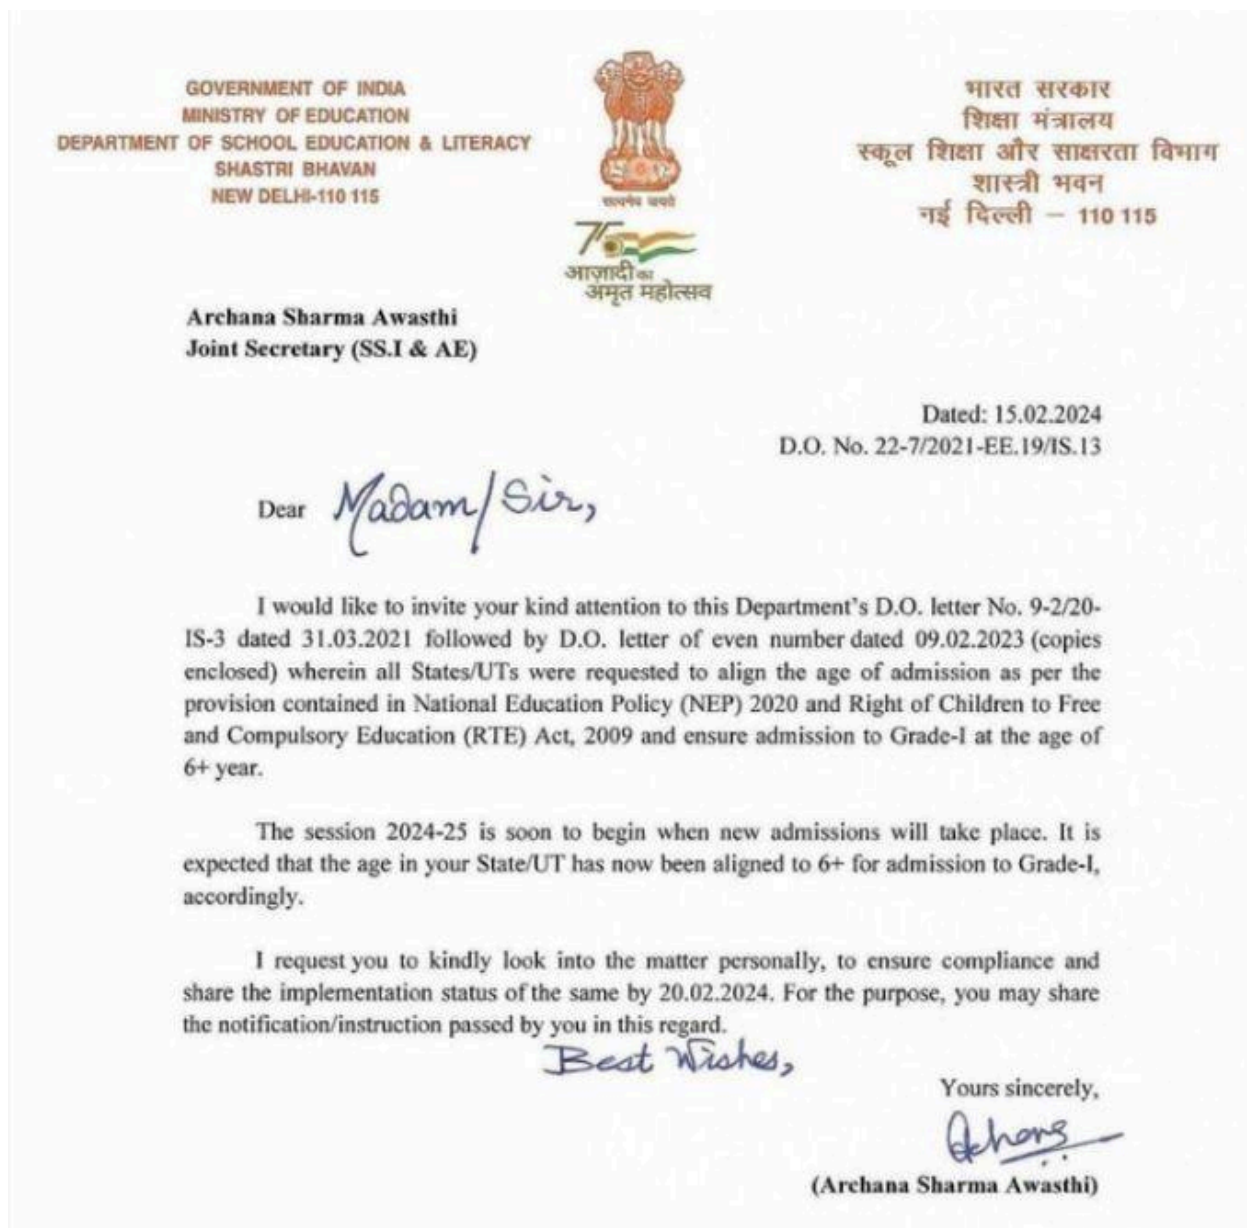 GOVERNMENT OF INDIA
MINISTRY OF EDUCATION
DEPARTMENT OF SCHOOL EDUCATION & LITERACY
SHASTRI BHAVAN
NEW DELHI-110 115
सत्यमेव जयते
75
आज़ादी का
अमृत महोत्सव
भारत सरकार
शिक्षा मंत्रालय
स्कूल शिक्षा और साक्षरता विभाग
शास्त्री भवन
नई दिल्ली – 110 115
Archana Sharma Awasthi
Joint Secretary (SS.I & AE)
Dated: 15.02.2024
D.O. No. 22-7/2021-EE.19/IS.13
Dear Madam/Sir,
I would like to invite your kind attention to this Department's D.O. letter No. 9-2/20-
IS-3 dated 31.03.2021 followed by D.O. letter of even number dated 09.02.2023 (copies
enclosed) wherein all States/UTs were requested to align the age of admission as per the
provision contained in National Education Policy (NEP) 2020 and Right of Children to Free
and Compulsory Education (RTE) Act, 2009 and ensure admission to Grade-I at the age of
6+ year.
The session 2024-25 is soon to begin when new admissions will take place. It is
expected that the age in your State/UT has now been aligned to 6+ for admission to Grade-I,
accordingly.
I request you to kindly look into the matter personally, to ensure compliance and
share the implementation status of the same by 20.02.2024. For the purpose, you may share
the notification/instruction passed by you in this regard.
Best Wishes,
Yours sincerely,
Archana
(Archana Sharma Awasthi)